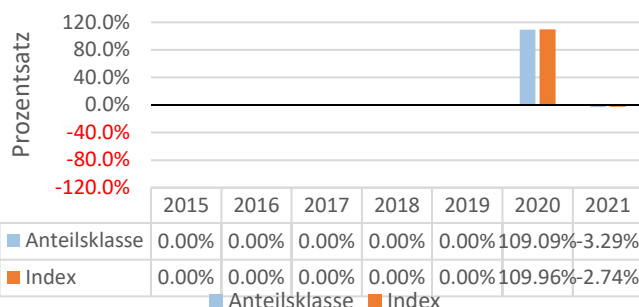 Prozentsatz
120.0%
80.0%
40.0%
0.0%
-40.0%
-80.0%
-120.0%
2015 2016 2017 2018 2019 2020 2021
Anteilsklasse 0.00% 0.00% 0.00% 0.00% 0.00% 109.09% -3.29%
Index 0.00% 0.00% 0.00% 0.00% 0.00% 109.96% -2.74%
Anteilsklasse Index